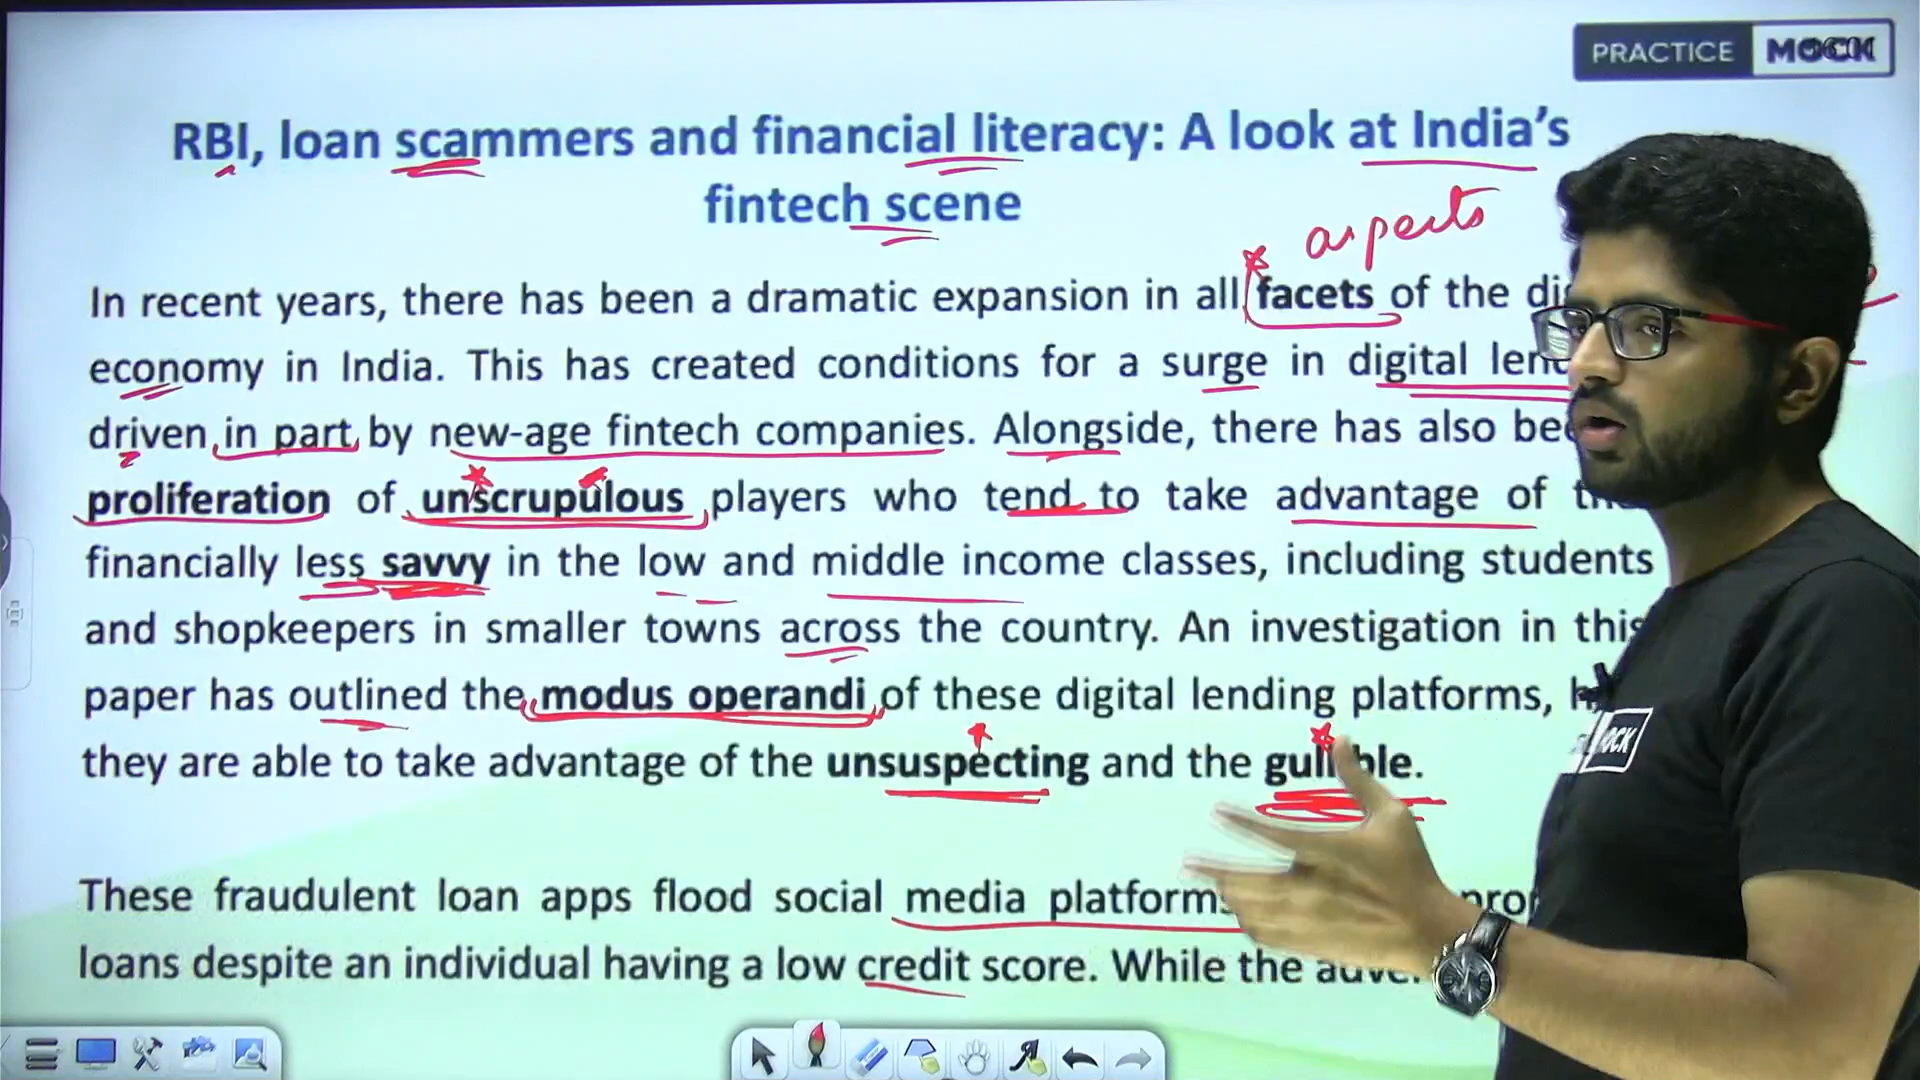 PRACTICE MOCK
RBI, loan scammers and financial literacy: A look at India's
fintech scene
aspects
In recent years, there has been a dramatic expansion in all facets of the
economy in India. This has created conditions for a surge in digital
driven in part by new-age fintech companies. Alongside, there has also
proliferation of unscrupulous players who tend to take advantage of
financially less savvy in the low and middle income classes, including students
and shopkeepers in smaller towns across the country. An investigation in this
paper has outlined the modus operandi of these digital lending platforms,
they are able to take advantage of the unsuspecting and the
These fraudulent loan apps flood social media platforms
loans despite an individual having a low credit score. While the